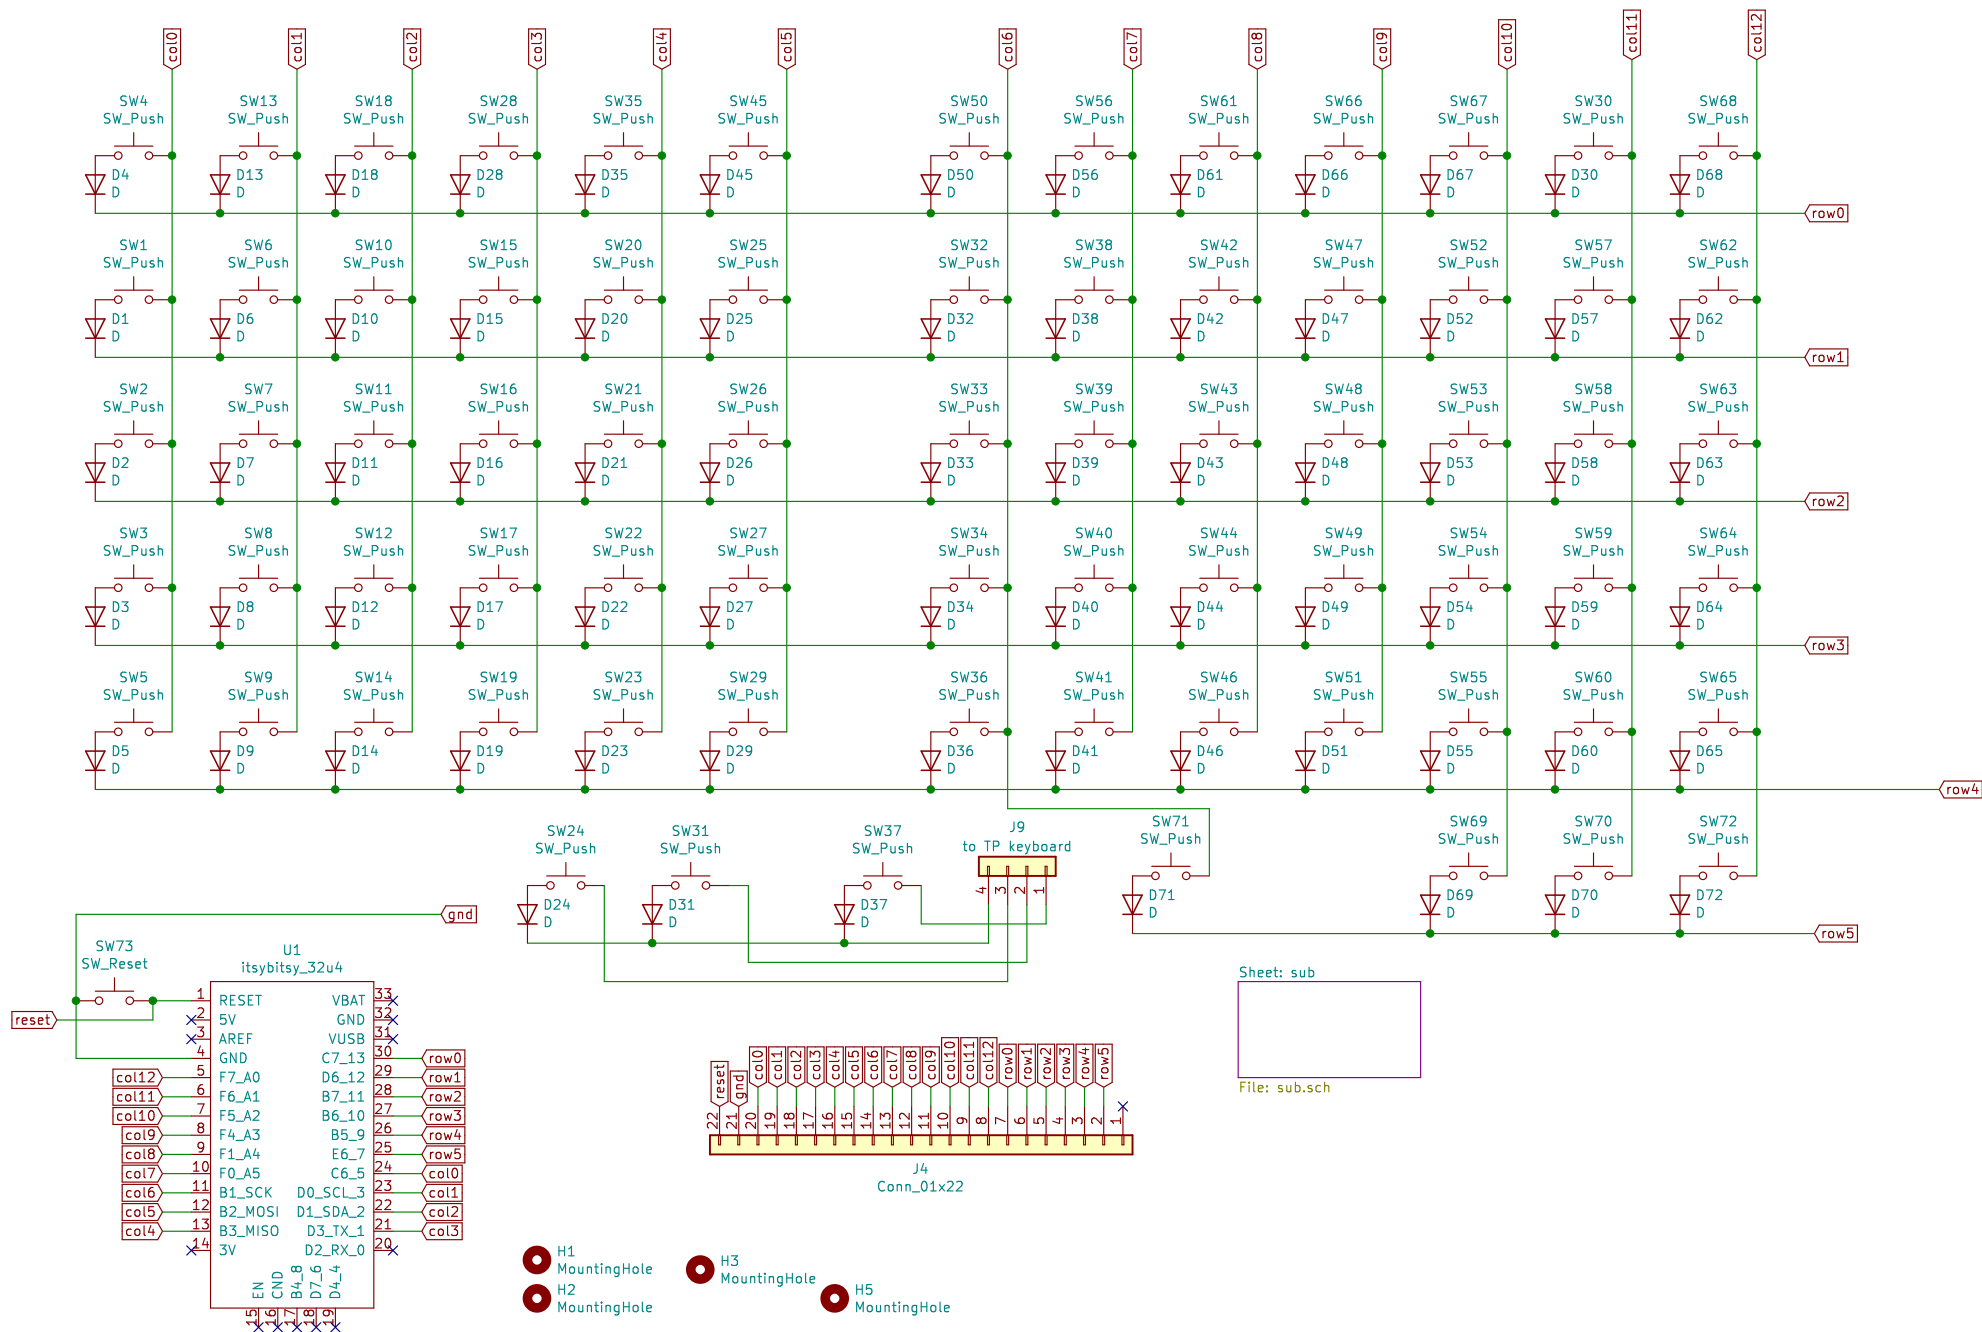 col0 col1 col2 col3 col4 col5 col6 col7 col8 col9 col10 col11 col12
SW4 SW13 SW18 SW28 SW35 SW45 SW50 SW56 SW61 SW66 SW67 SW30 SW68
SW_Push SW_Push SW_Push SW_Push SW_Push SW_Push SW_Push SW_Push SW_Push SW_Push SW_Push SW_Push SW_Push
D4 D13 D18 D28 D35 D45 D50 D56 D61 D66 D67 D30 D68
D D D D D D D D D D D D D
row0
SW1 SW6 SW10 SW15 SW20 SW25 SW32 SW38 SW42 SW47 SW52 SW57 SW62
SW_Push SW_Push SW_Push SW_Push SW_Push SW_Push SW_Push SW_Push SW_Push SW_Push SW_Push SW_Push SW_Push
D1 D6 D10 D15 D20 D25 D32 D38 D42 D47 D52 D57 D62
D D D D D D D D D D D D D
row1
SW2 SW7 SW11 SW16 SW21 SW26 SW33 SW39 SW43 SW48 SW53 SW58 SW63
SW_Push SW_Push SW_Push SW_Push SW_Push SW_Push SW_Push SW_Push SW_Push SW_Push SW_Push SW_Push SW_Push
D2 D7 D11 D16 D21 D26 D33 D39 D43 D48 D53 D58 D63
D D D D D D D D D D D D D
row2
SW3 SW8 SW12 SW17 SW22 SW27 SW34 SW40 SW44 SW49 SW54 SW59 SW64
SW_Push SW_Push SW_Push SW_Push SW_Push SW_Push SW_Push SW_Push SW_Push SW_Push SW_Push SW_Push SW_Push
D3 D8 D12 D17 D22 D27 D34 D40 D44 D49 D54 D59 D64
D D D D D D D D D D D D D
row3
SW5 SW9 SW14 SW19 SW23 SW29 SW36 SW41 SW46 SW51 SW55 SW60 SW65
SW_Push SW_Push SW_Push SW_Push SW_Push SW_Push SW_Push SW_Push SW_Push SW_Push SW_Push SW_Push SW_Push
D5 D9 D14 D19 D23 D29 D36 D41 D46 D51 D55 D60 D65
D D D D D D D D D D D D D
row4
SW24 SW31 SW37
SW_Push SW_Push SW_Push
D24 D31 D37
D D D
J9
to TP keyboard
4 3 2 1
SW71 SW69 SW70 SW72
SW_Push SW_Push SW_Push SW_Push
D71 D69 D70 D72
D D D D
row5
gnd
SW73
SW_Reset
reset
U1
itsybitsy_32u4
1 RESET VBAT 33
2 5V GND 32
3 AREF VUSB 31
4 GND C7_13 30 row0
col12 5 F7_A0 D6_12 29 row1
col11 6 F6_A1 B7_11 28 row2
col10 7 F5_A2 B6_10 27 row3
col9 8 F4_A3 B5_9 26 row4
col8 9 F1_A4 E6_7 25 row5
col7 10 F0_A5 C6_5 24 col0
col6 11 B1_SCK D0_SCL_3 23 col1
col5 12 B2_MOSI D1_SDA_2 22 col2
col4 13 B3_MISO D3_TX_1 21 col3
14 3V D2_RX_0 20
EN CND B4_8 D7_6 D4_4
15 16 17 18 19
reset gnd col0 col1 col2 col3 col4 col5 col6 col7 col8 col9 col10 col11 col12 row0 row1 row2 row3 row4 row5
22 21 20 19 18 17 16 15 14 13 12 11 10 9 8 7 6 5 4 3 2 1
J4
Conn_01x22
Sheet: sub
File: sub.sch
H1
MountingHole
H2
MountingHole
H3
MountingHole
H5
MountingHole